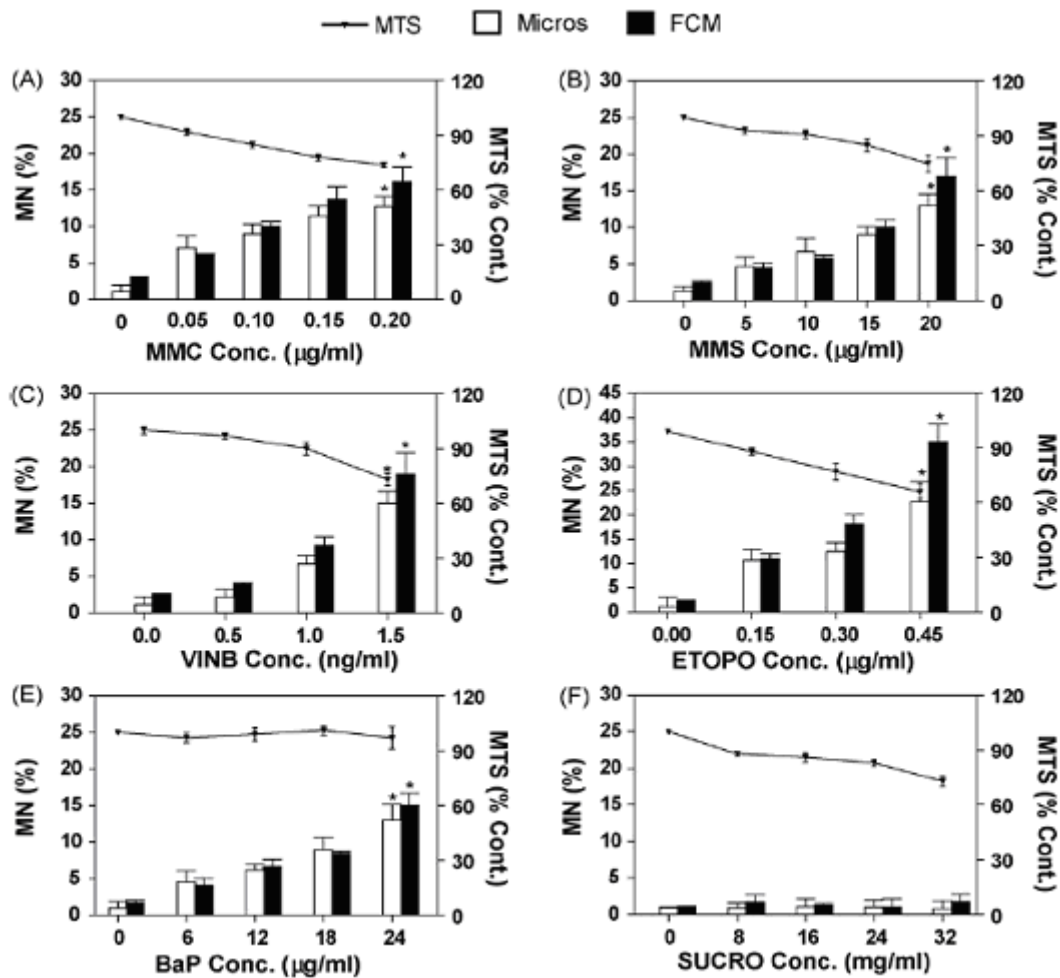 MTS Micros FCM
(A) (B)
30 120 30 120
25 25
20 90 20 90
15 60 15 60
10 30 10 30
5 5
0 0 0 0
MN (%) MTS (% Cont.) MN (%) MTS (% Cont.)
* * * *
0 0.05 0.10 0.15 0.20 0 5 10 15 20
MMC Conc. (μg/ml) MMS Conc. (μg/ml)
(C) (D)
30 120 45 120
25 40
20 90 35 90
15 30
10 60 25 60
5 20
0 30 15 30
10
5
0 0
MN (%) MTS (% Cont.) MN (%) MTS (% Cont.)
* * * *
0.0 0.5 1.0 1.5 0.00 0.15 0.30 0.45
VINB Conc. (ng/ml) ETOPO Conc. (μg/ml)
(E) (F)
30 120 30 120
25 25
20 90 20 90
15 60 15 60
10 30 10 30
5 5
0 0 0 0
MN (%) MTS (% Cont.) MN (%) MTS (% Cont.)
* *
0 6 12 18 24 0 8 16 24 32
BaP Conc. (μg/ml) SUCRO Conc. (mg/ml)